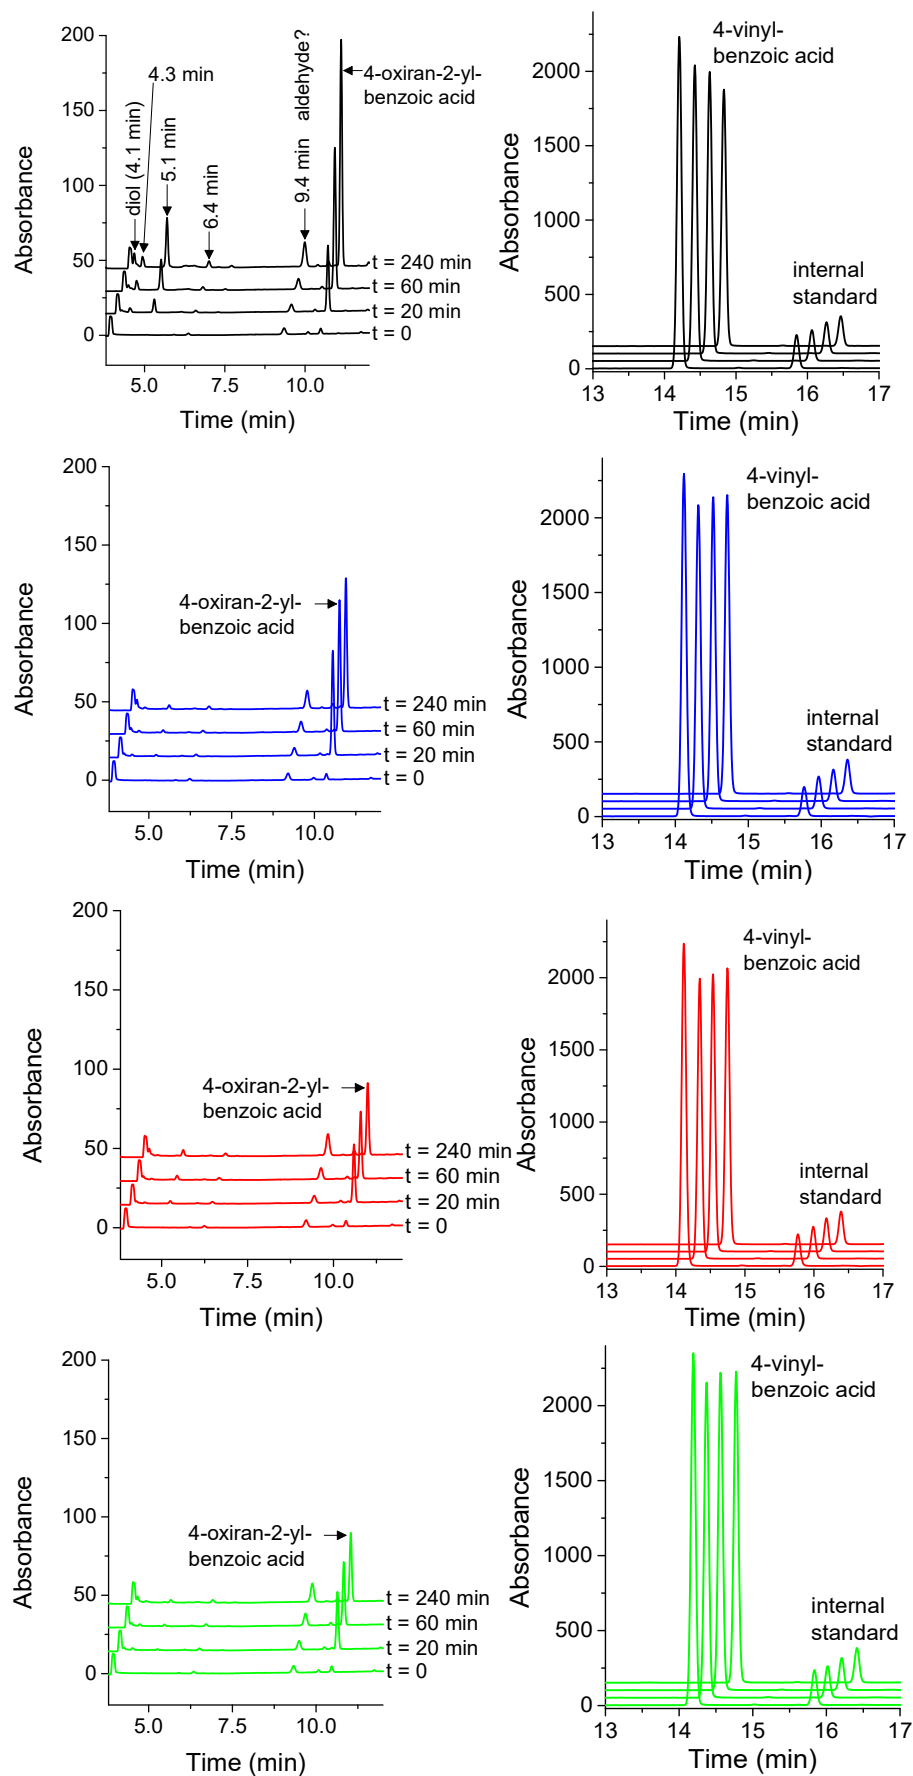 200
150
100
50
0
Absorbance
diol (4.1 min)
4.3 min
5.1 min
6.4 min
9.4 min aldehyde?
4-oxiran-2-yl-
benzoic acid
t = 240 min
t = 60 min
t = 20 min
t = 0
5.0 7.5 10.0
Time (min)
2000
1500
1000
500
0
Absorbance
4-vinyl-
benzoic acid
internal
standard
13 14 15 16 17
Time (min)
200
150
100
50
0
Absorbance
4-oxiran-2-yl-
benzoic acid
t = 240 min
t = 60 min
t = 20 min
t = 0
5.0 7.5 10.0
Time (min)
2000
1500
1000
500
0
Absorbance
4-vinyl-
benzoic acid
internal
standard
13 14 15 16 17
Time (min)
200
150
100
50
0
Absorbance
4-oxiran-2-yl-
benzoic acid
t = 240 min
t = 60 min
t = 20 min
t = 0
5.0 7.5 10.0
Time (min)
2000
1500
1000
500
0
Absorbance
4-vinyl-
benzoic acid
internal
standard
13 14 15 16 17
Time (min)
200
150
100
50
0
Absorbance
4-oxiran-2-yl-
benzoic acid
t = 240 min
t = 60 min
t = 20 min
t = 0
5.0 7.5 10.0
Time (min)
2000
1500
1000
500
0
Absorbance
4-vinyl-
benzoic acid
internal
standard
13 14 15 16 17
Time (min)